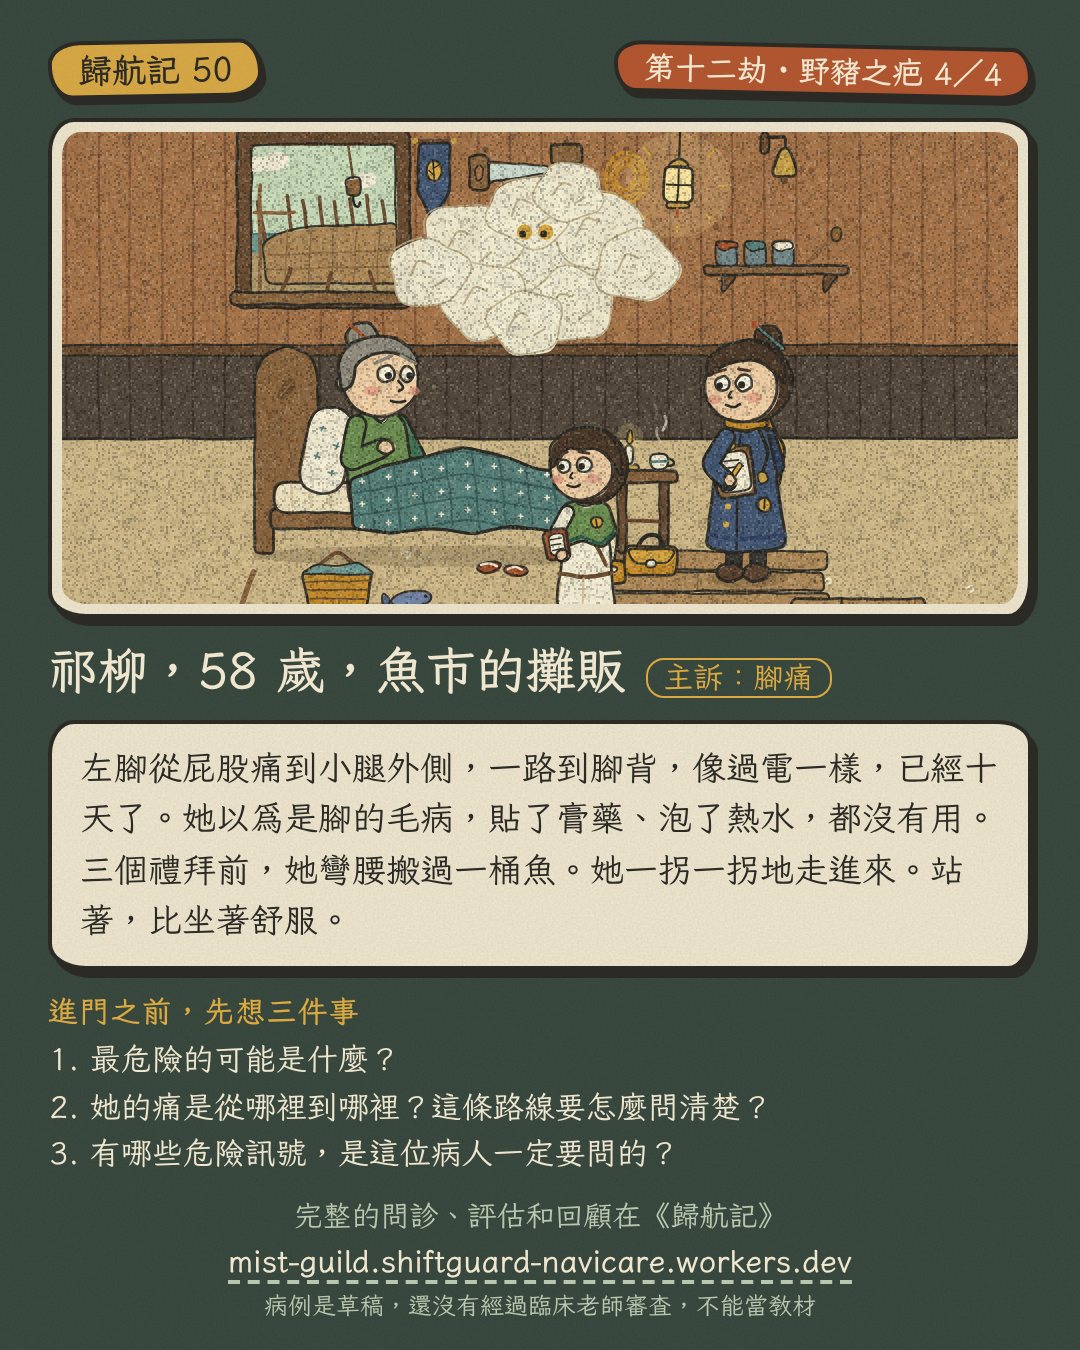 歸航記 50
第十二劫・野豬之疤 4／4
祁柳，58 歲，魚市的攤販
主訴：腳痛
左腳從屁股痛到小腿外側，一路到腳背，像過電一樣，已經十
天了。她以為是腳的毛病，貼了膏藥、泡了熱水，都沒有用。
三個禮拜前，她彎腰搬過一桶魚。她一拐一拐地走進來。站
著，比坐著舒服。
進門之前，先想三件事
1. 最危險的可能是什麼？
2. 她的痛是從哪裡到哪裡？這條路線要怎麼問清楚？
3. 有哪些危險訊號，是這位病人一定要問的？
完整的問診、評估和回顧在《歸航記》
mist-guild.shiftguard-navicare.workers.dev
病例是草稿，還沒有經過臨床老師審查，不能當教材